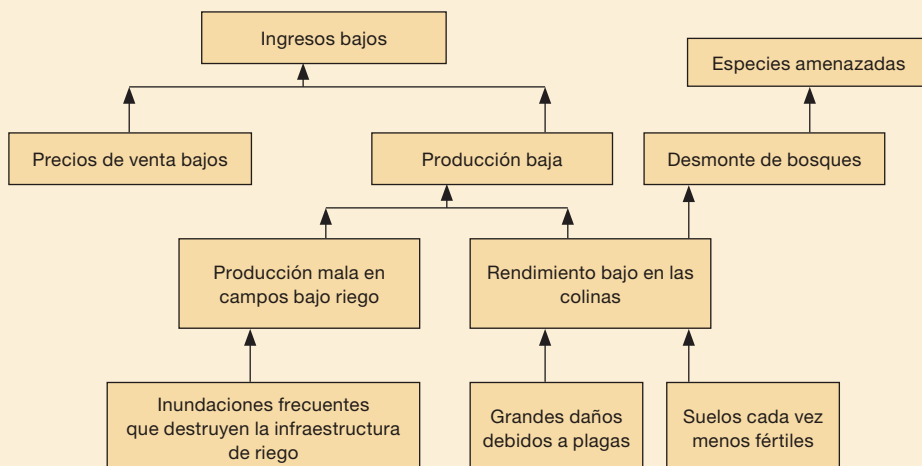 Ingresos bajos
Especies amenazadas
Precios de venta bajos
Producción baja
Desmonte de bosques
Producción mala en
campos bajo riego
Rendimiento bajo en las
colinas
Inundaciones frecuentes
que destruyen la infraestructura
de riego
Grandes daños
debidos a plagas
Suelos cada vez
menos fértiles